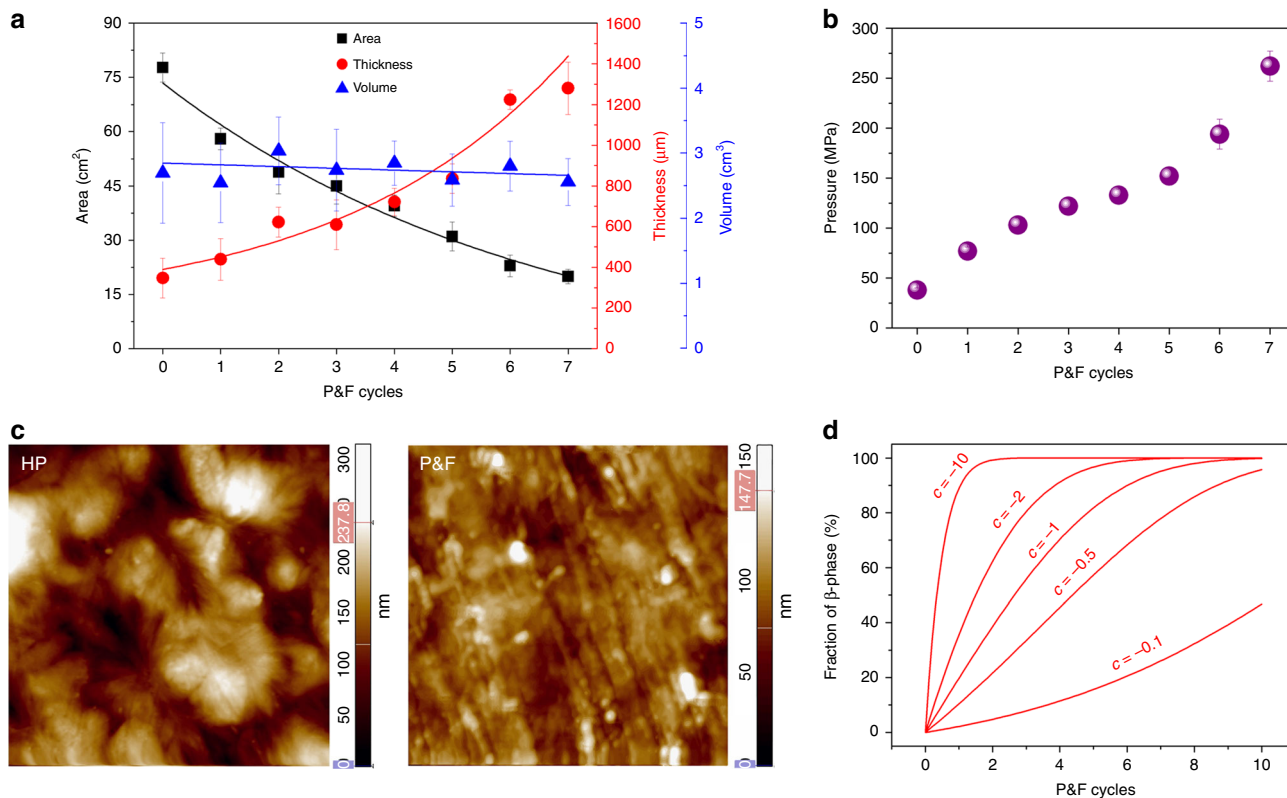 a
90
75
60
45
30
15
0
Area (cm²)
Area
Thickness
Volume
1600
1400
1200
1000
800
600
400
200
0
Thickness (µm)
5
4
3
2
1
0
Volume (cm³)
0 1 2 3 4 5 6 7
P&F cycles
b
300
250
200
150
100
50
0
Pressure (MPa)
0 1 2 3 4 5 6 7
P&F cycles
c
HP
300
237.8
200
150
100
50
0
nm
P&F
150
147.7
100
50
0
nm
d
100
80
60
40
20
0
Fraction of β-phase (%)
c = −10
c = −2
c = −1
c = −0.5
c = −0.1
0 2 4 6 8 10
P&F cycles